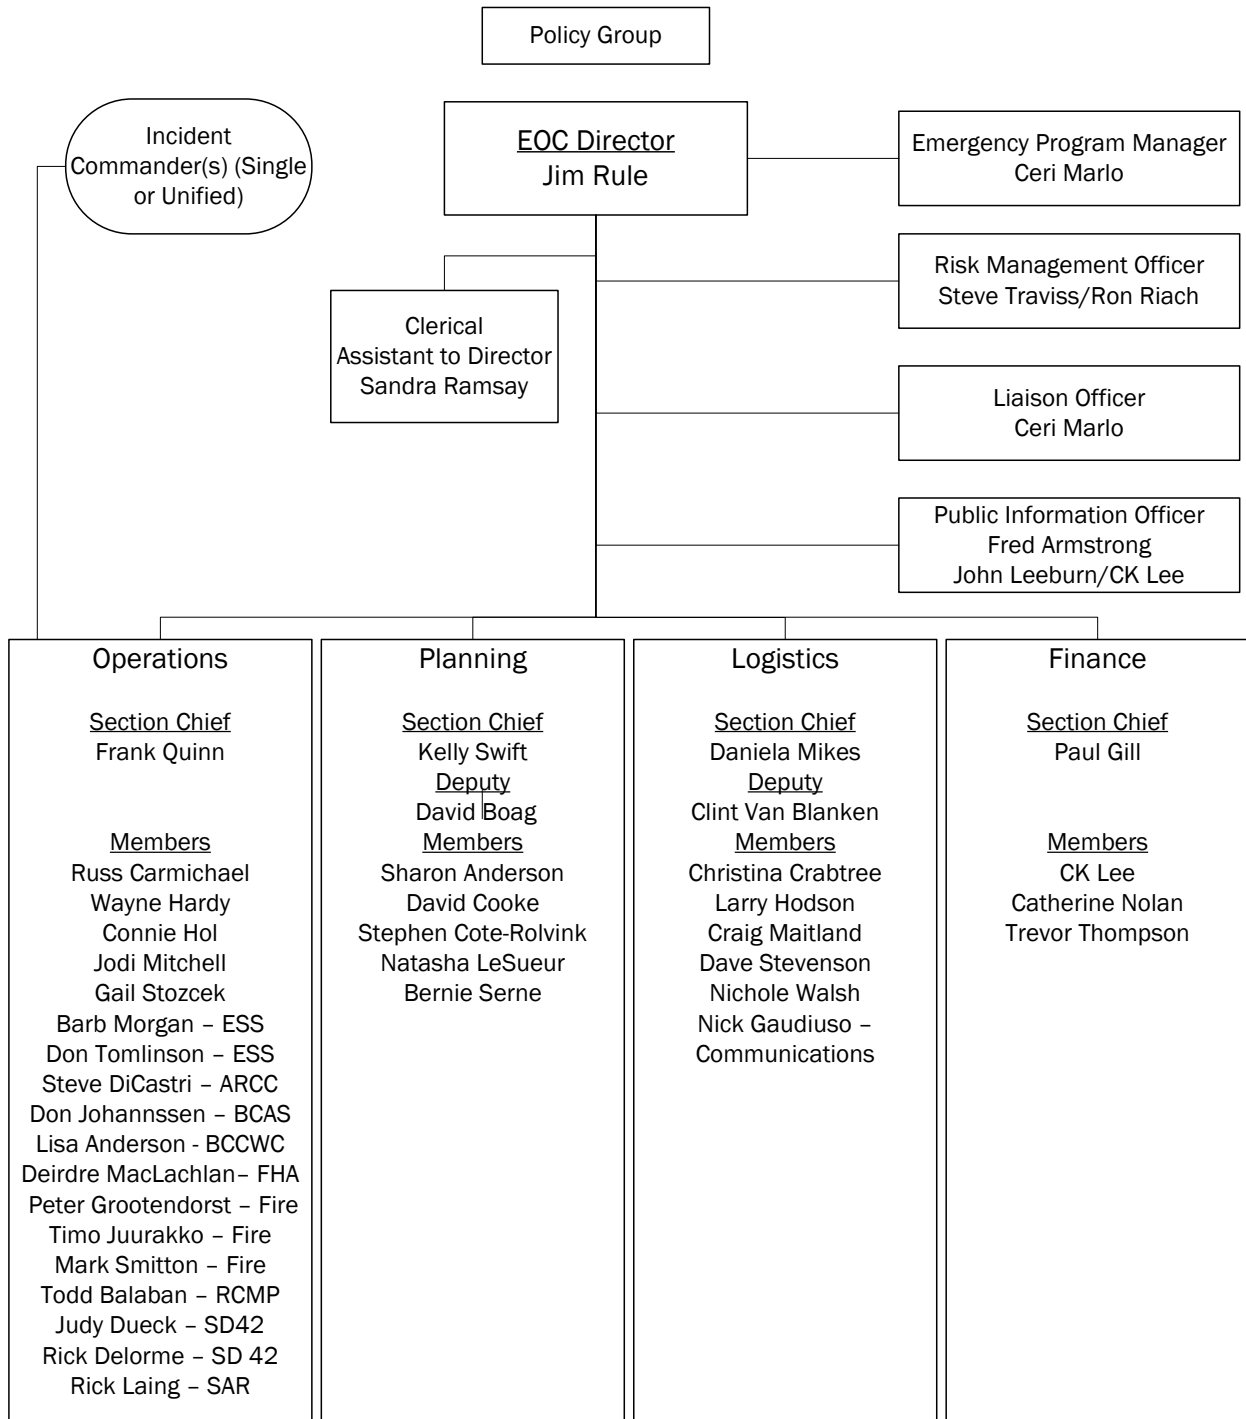 Policy Group
Incident
Commander(s) (Single
or Unified)
EOC Director
Jim Rule
Emergency Program Manager
Ceri Marlo
Risk Management Officer
Steve Traviss/Ron Riach
Clerical
Assistant to Director
Sandra Ramsay
Liaison Officer
Ceri Marlo
Public Information Officer
Fred Armstrong
John Leeburn/CK Lee
Operations
Section Chief
Frank Quinn
Members
Russ Carmichael
Wayne Hardy
Connie Hol
Jodi Mitchell
Gail Stozcek
Barb Morgan – ESS
Don Tomlinson – ESS
Steve DiCastri – ARCC
Don Johannssen – BCAS
Lisa Anderson - BCCWC
Deirdre MacLachlan– FHA
Peter Grootendorst – Fire
Timo Juurakko – Fire
Mark Smitton – Fire
Todd Balaban – RCMP
Judy Dueck – SD42
Rick Delorme – SD 42
Rick Laing – SAR
Planning
Section Chief
Kelly Swift
Deputy
David Boag
Members
Sharon Anderson
David Cooke
Stephen Cote-Rolvink
Natasha LeSueur
Bernie Serne
Logistics
Section Chief
Daniela Mikes
Deputy
Clint Van Blanken
Members
Christina Crabtree
Larry Hodson
Craig Maitland
Dave Stevenson
Nichole Walsh
Nick Gaudiuso –
Communications
Finance
Section Chief
Paul Gill
Members
CK Lee
Catherine Nolan
Trevor Thompson